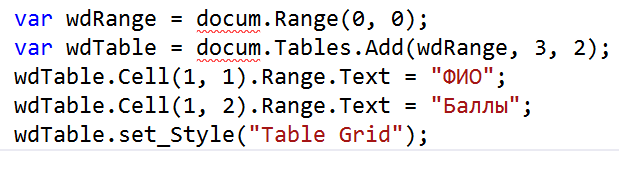 var wdRange = docum.Range(0, 0);
var wdTable = docum.Tables.Add(wdRange, 3, 2);
wdTable.Cell(1, 1).Range.Text = "ФИО";
wdTable.Cell(1, 2).Range.Text = "Баллы";
wdTable.set_Style("Table Grid");